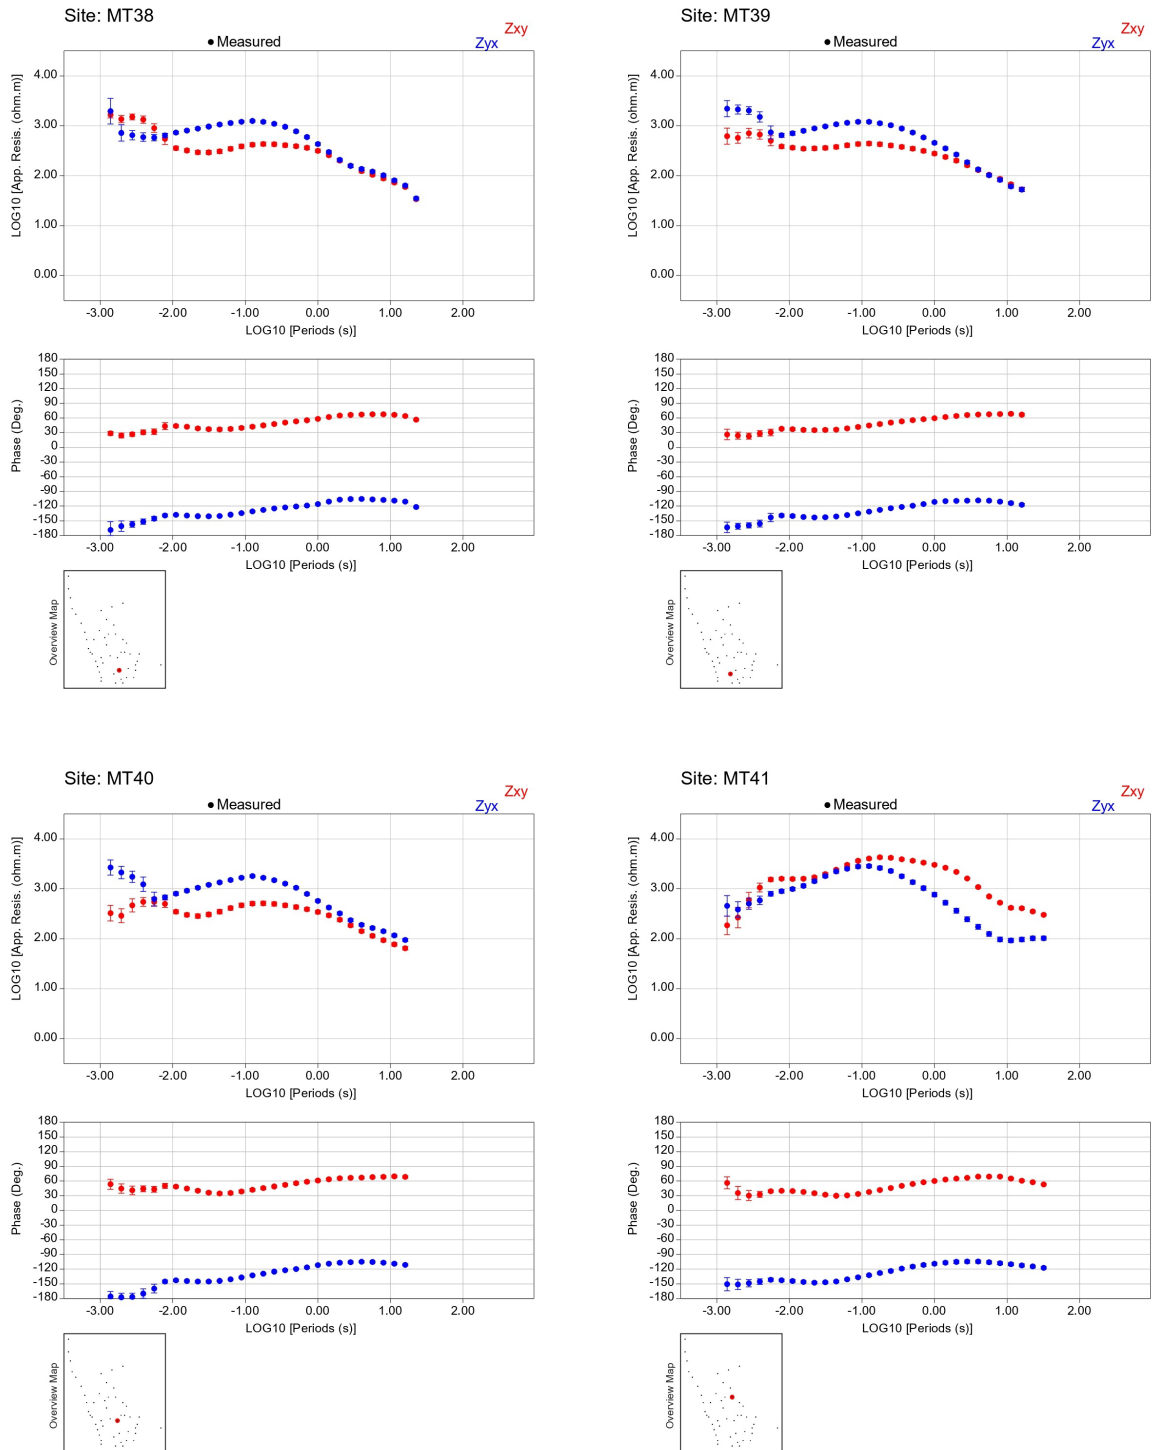 Site: MT38
Measured
Zxy
Zyx
LOG10 [App. Resis. (ohm.m)]
4.00
3.00
2.00
1.00
0.00
-3.00 -2.00 -1.00 0.00 1.00 2.00
LOG10 [Periods (s)]
Phase (Deg.)
180
150
120
90
60
30
0
-30
-60
-90
-120
-150
-180
-3.00 -2.00 -1.00 0.00 1.00 2.00
LOG10 [Periods (s)]
Overview Map
Site: MT39
Measured
Zxy
Zyx
LOG10 [App. Resis. (ohm.m)]
4.00
3.00
2.00
1.00
0.00
-3.00 -2.00 -1.00 0.00 1.00 2.00
LOG10 [Periods (s)]
Phase (Deg.)
180
150
120
90
60
30
0
-30
-60
-90
-120
-150
-180
-3.00 -2.00 -1.00 0.00 1.00 2.00
LOG10 [Periods (s)]
Overview Map
Site: MT40
Measured
Zxy
Zyx
LOG10 [App. Resis. (ohm.m)]
4.00
3.00
2.00
1.00
0.00
-3.00 -2.00 -1.00 0.00 1.00 2.00
LOG10 [Periods (s)]
Phase (Deg.)
180
150
120
90
60
30
0
-30
-60
-90
-120
-150
-180
-3.00 -2.00 -1.00 0.00 1.00 2.00
LOG10 [Periods (s)]
Overview Map
Site: MT41
Measured
Zxy
Zyx
LOG10 [App. Resis. (ohm.m)]
4.00
3.00
2.00
1.00
0.00
-3.00 -2.00 -1.00 0.00 1.00 2.00
LOG10 [Periods (s)]
Phase (Deg.)
180
150
120
90
60
30
0
-30
-60
-90
-120
-150
-180
-3.00 -2.00 -1.00 0.00 1.00 2.00
LOG10 [Periods (s)]
Overview Map